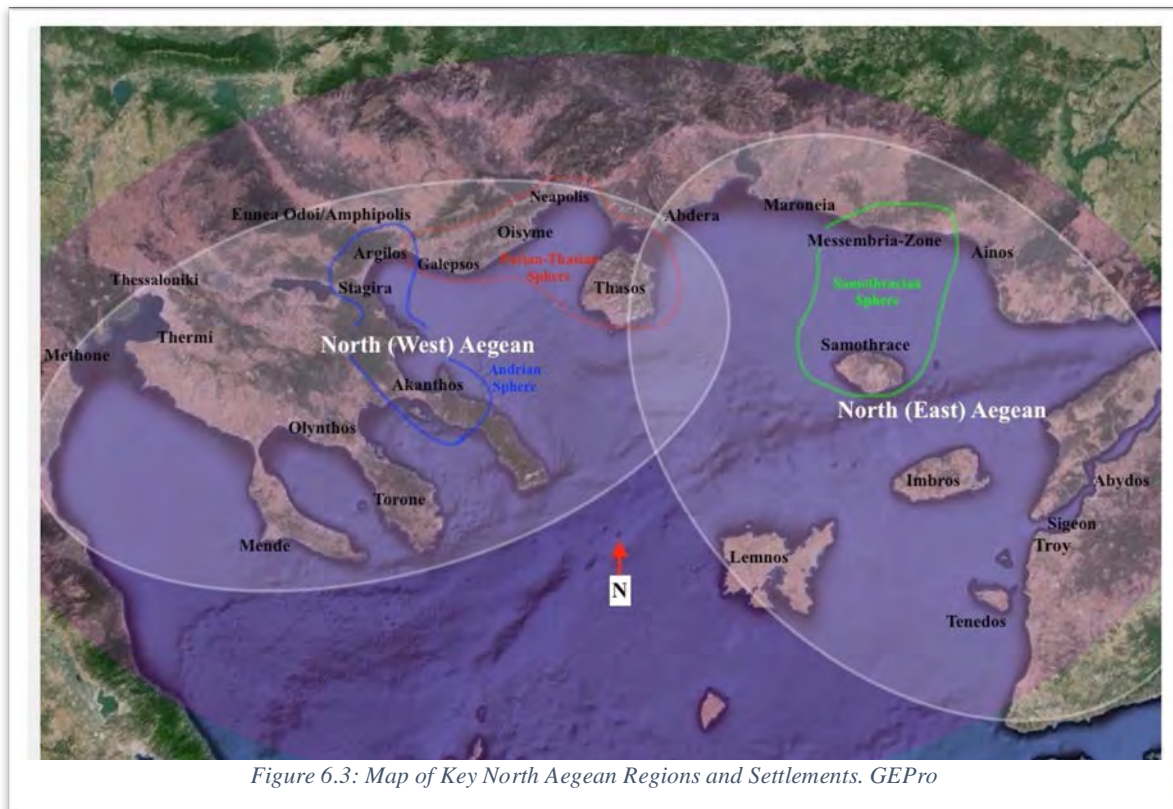 Neapolis
Ennea Odoi/Amphipolis
Abdera
Maroneia
Oisyme
Argilos
Galepsos
Messembria-Zone
Ainos
Parian-Thasian
Sphere
Thessaloniki
Stagira
Thasos
Samothracian
Sphere
Thermi
North (West) Aegean
Samothrace
Methone
Andrian
Sphere
Akanthos
North (East) Aegean
Olynthos
Imbros
Abydos
Torone
Sigeon
Mende
Troy
Lemnos
N
Tenedos
Figure 6.3: Map of Key North Aegean Regions and Settlements. GEPro